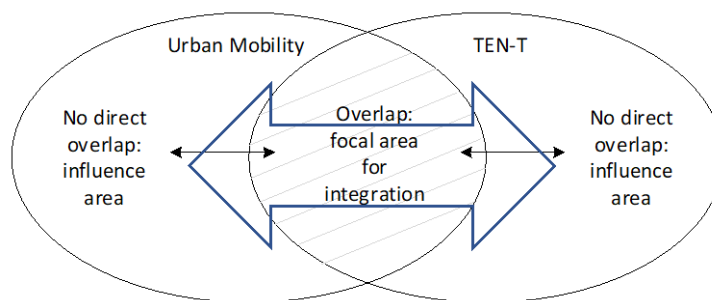 Urban Mobility
TEN-T
No direct
overlap:
influence
area
Overlap:
focal area
for
integration
No direct
overlap:
influence
area